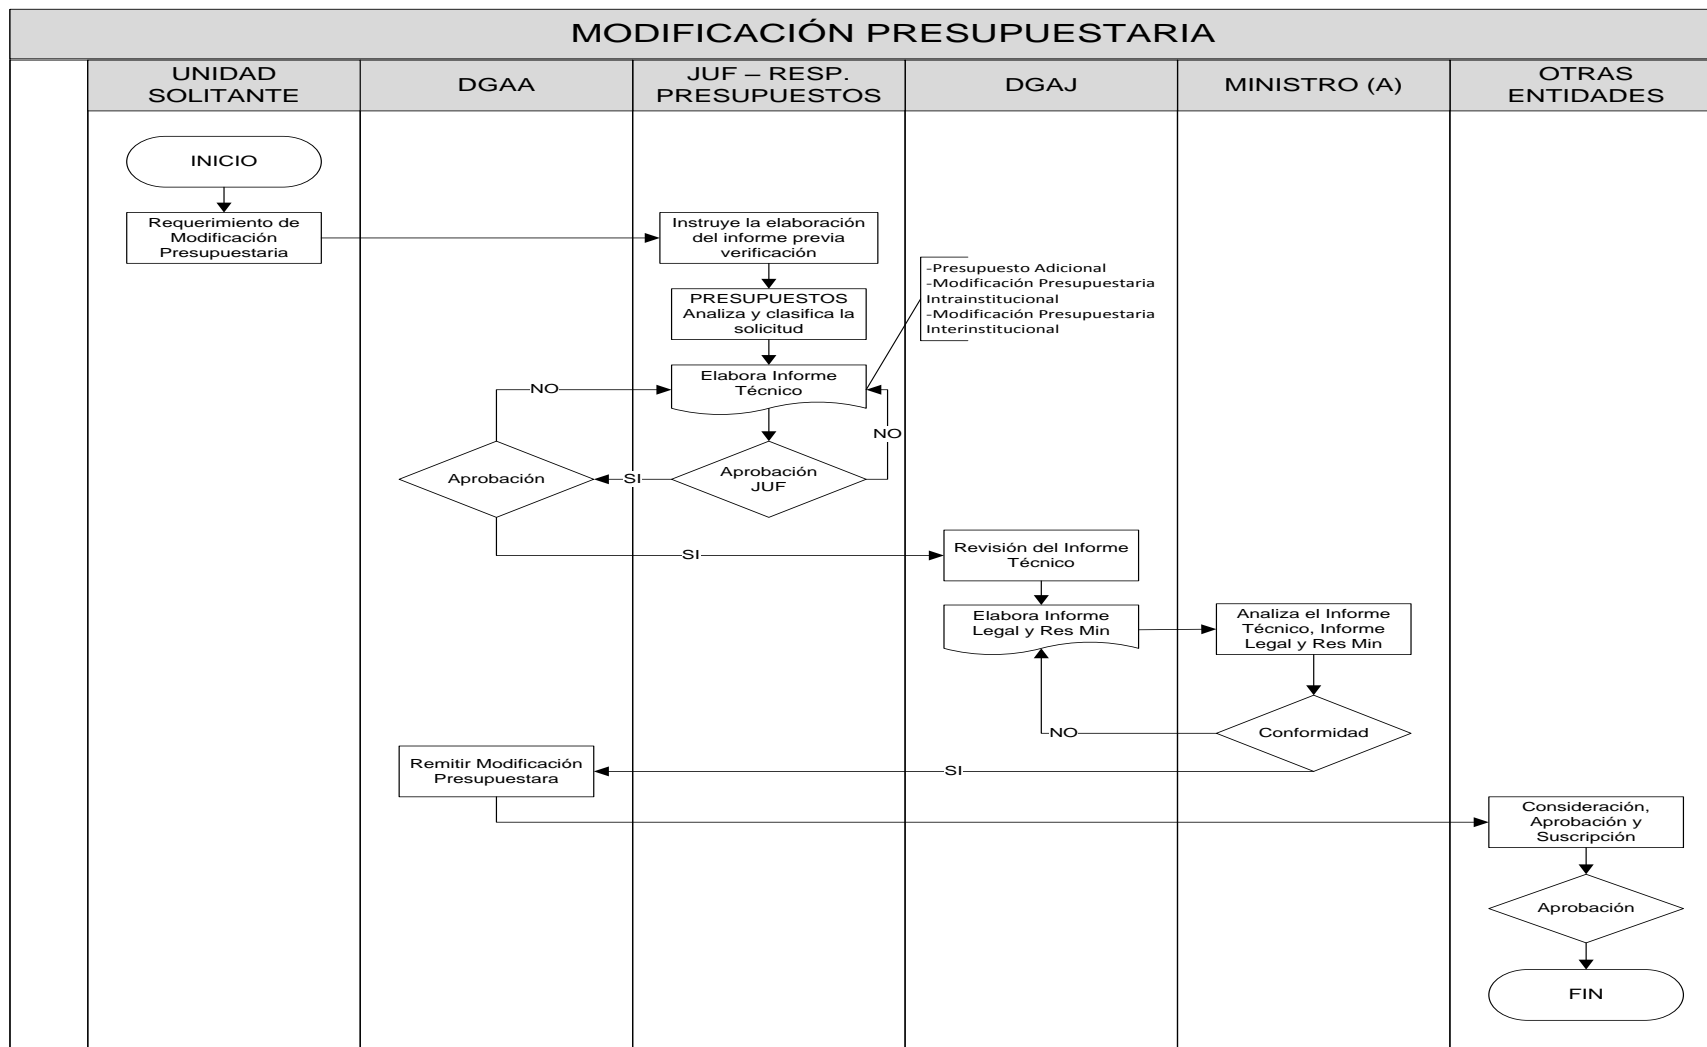 MODIFICACIÓN PRESUPUESTARIA
UNIDAD
SOLITANTE
DGAA
JUF – RESP.
PRESUPUESTOS
DGAJ
MINISTRO (A)
OTRAS
ENTIDADES
INICIO
Requerimiento de
Modificación
Presupuestaria
Instruye la elaboración
del informe previa
verificación
-Presupuesto Adicional
-Modificación Presupuestaria
Intrainstitucional
-Modificación Presupuestaria
Interinstitucional
PRESUPUESTOS
Analiza y clasifica la
solicitud
Elabora Informe
Técnico
NO
NO
Aprobación
SI
Aprobación
JUF
SI
Revisión del Informe
Técnico
Elabora Informe
Legal y Res Min
Analiza el Informe
Técnico, Informe
Legal y Res Min
NO
Conformidad
Remitir Modificación
Presupuestara
SI
Consideración,
Aprobación y
Suscripción
Aprobación
FIN